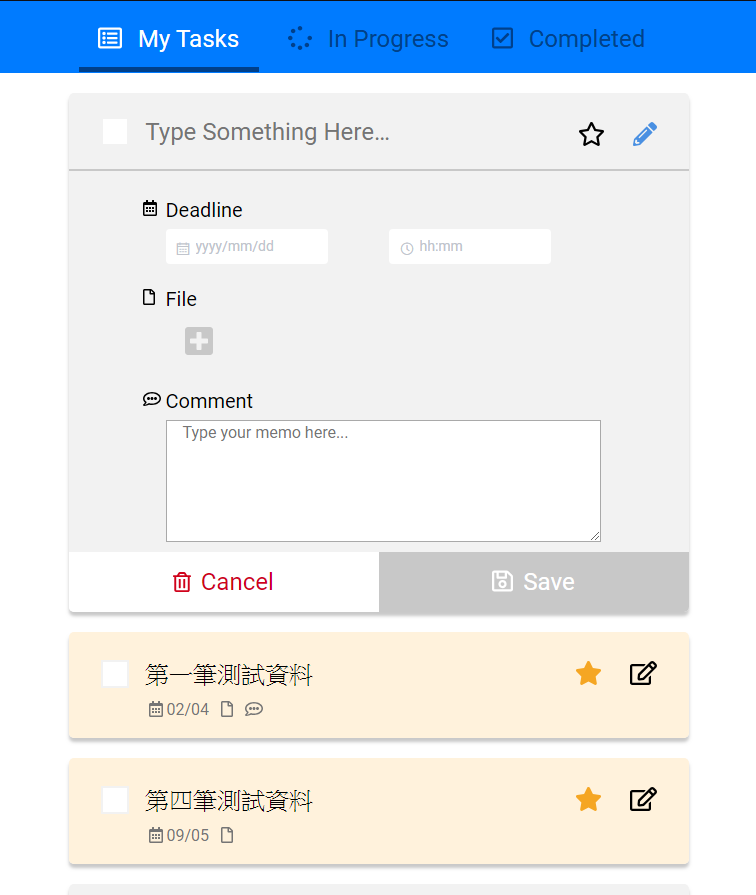 My Tasks In Progress Completed
Type Something Here…
Deadline
yyyy/mm/dd hh:mm
File
Comment
Type your memo here...
Cancel Save
第一筆測試資料
02/04
第四筆測試資料
09/05